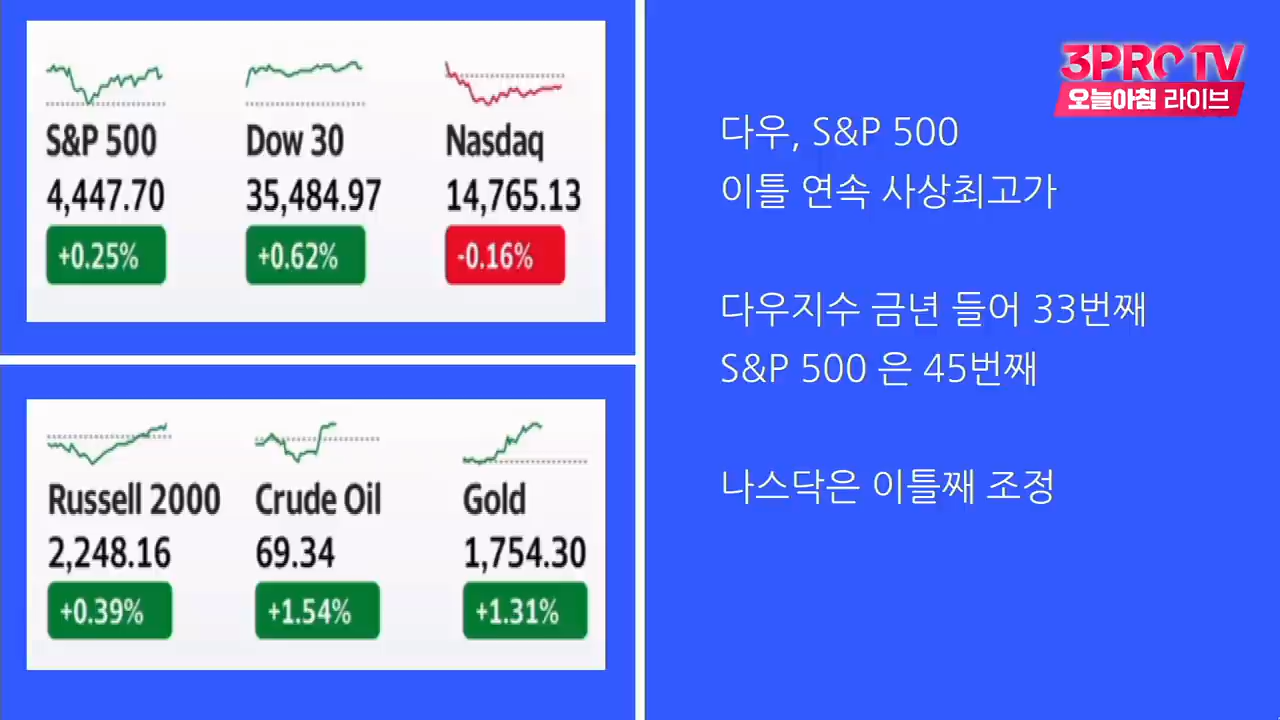 S&P 500
4,447.70
+0.25%
Dow 30
35,484.97
+0.62%
Nasdaq
14,765.13
-0.16%
Russell 2000
2,248.16
+0.39%
Crude Oil
69.34
+1.54%
Gold
1,754.30
+1.31%
3PRO TV
오늘아침 라이브
다우, S&P 500
이틀 연속 사상최고가
다우지수 금년 들어 33번째
S&P 500 은 45번째
나스닥은 이틀째 조정